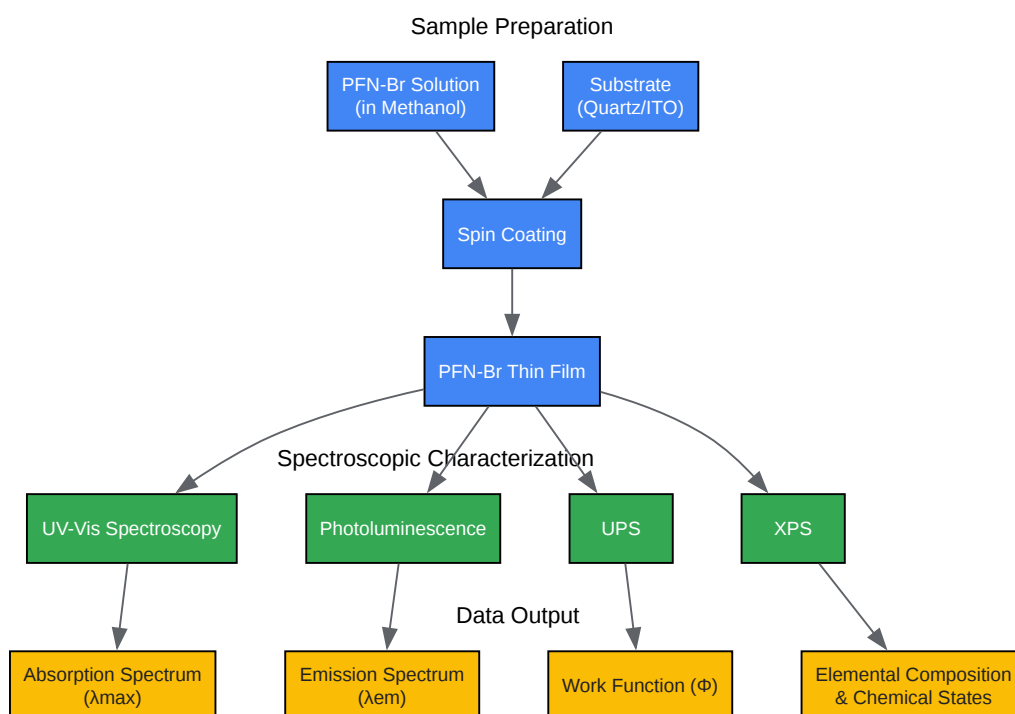 Sample Preparation
PFN-Br Solution
(in Methanol)
Substrate
(Quartz/ITO)
Spin Coating
PFN-Br Thin Film
Spectroscopic Characterization
UV-Vis Spectroscopy
Photoluminescence
UPS
XPS
Data Output
Absorption Spectrum
(λmax)
Emission Spectrum
(λem)
Work Function (Φ)
Elemental Composition
& Chemical States